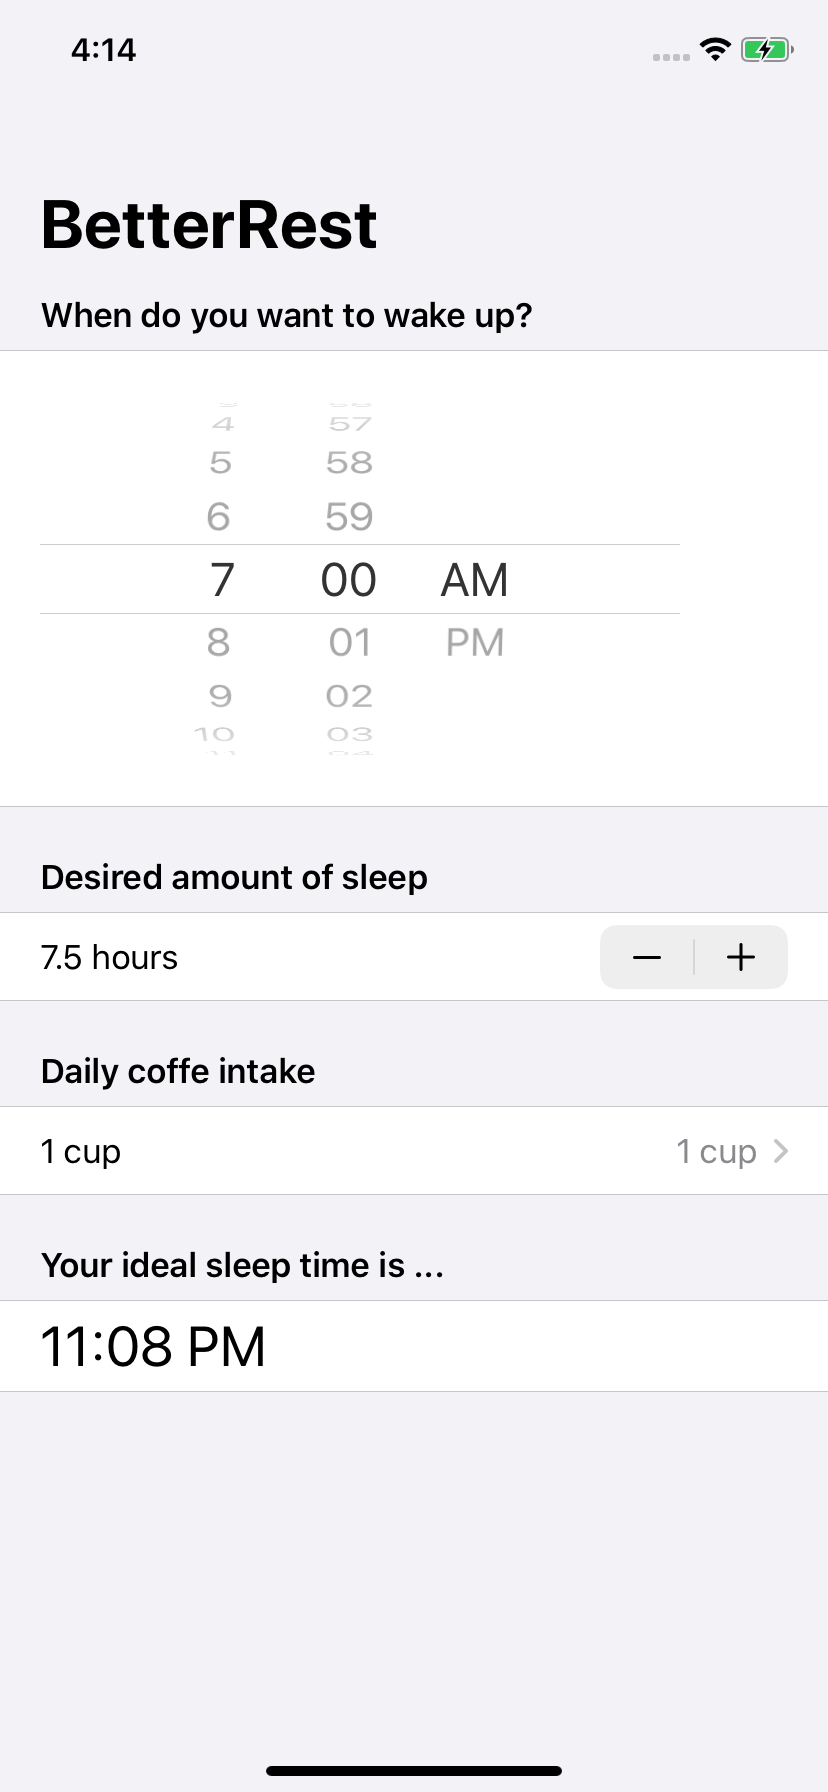 4:14
BetterRest
When do you want to wake up?
4 57
5 58
6 59
7 00 AM
8 01 PM
9 02
10 03
Desired amount of sleep
7.5 hours
Daily coffe intake
1 cup 1 cup
Your ideal sleep time is ...
11:08 PM